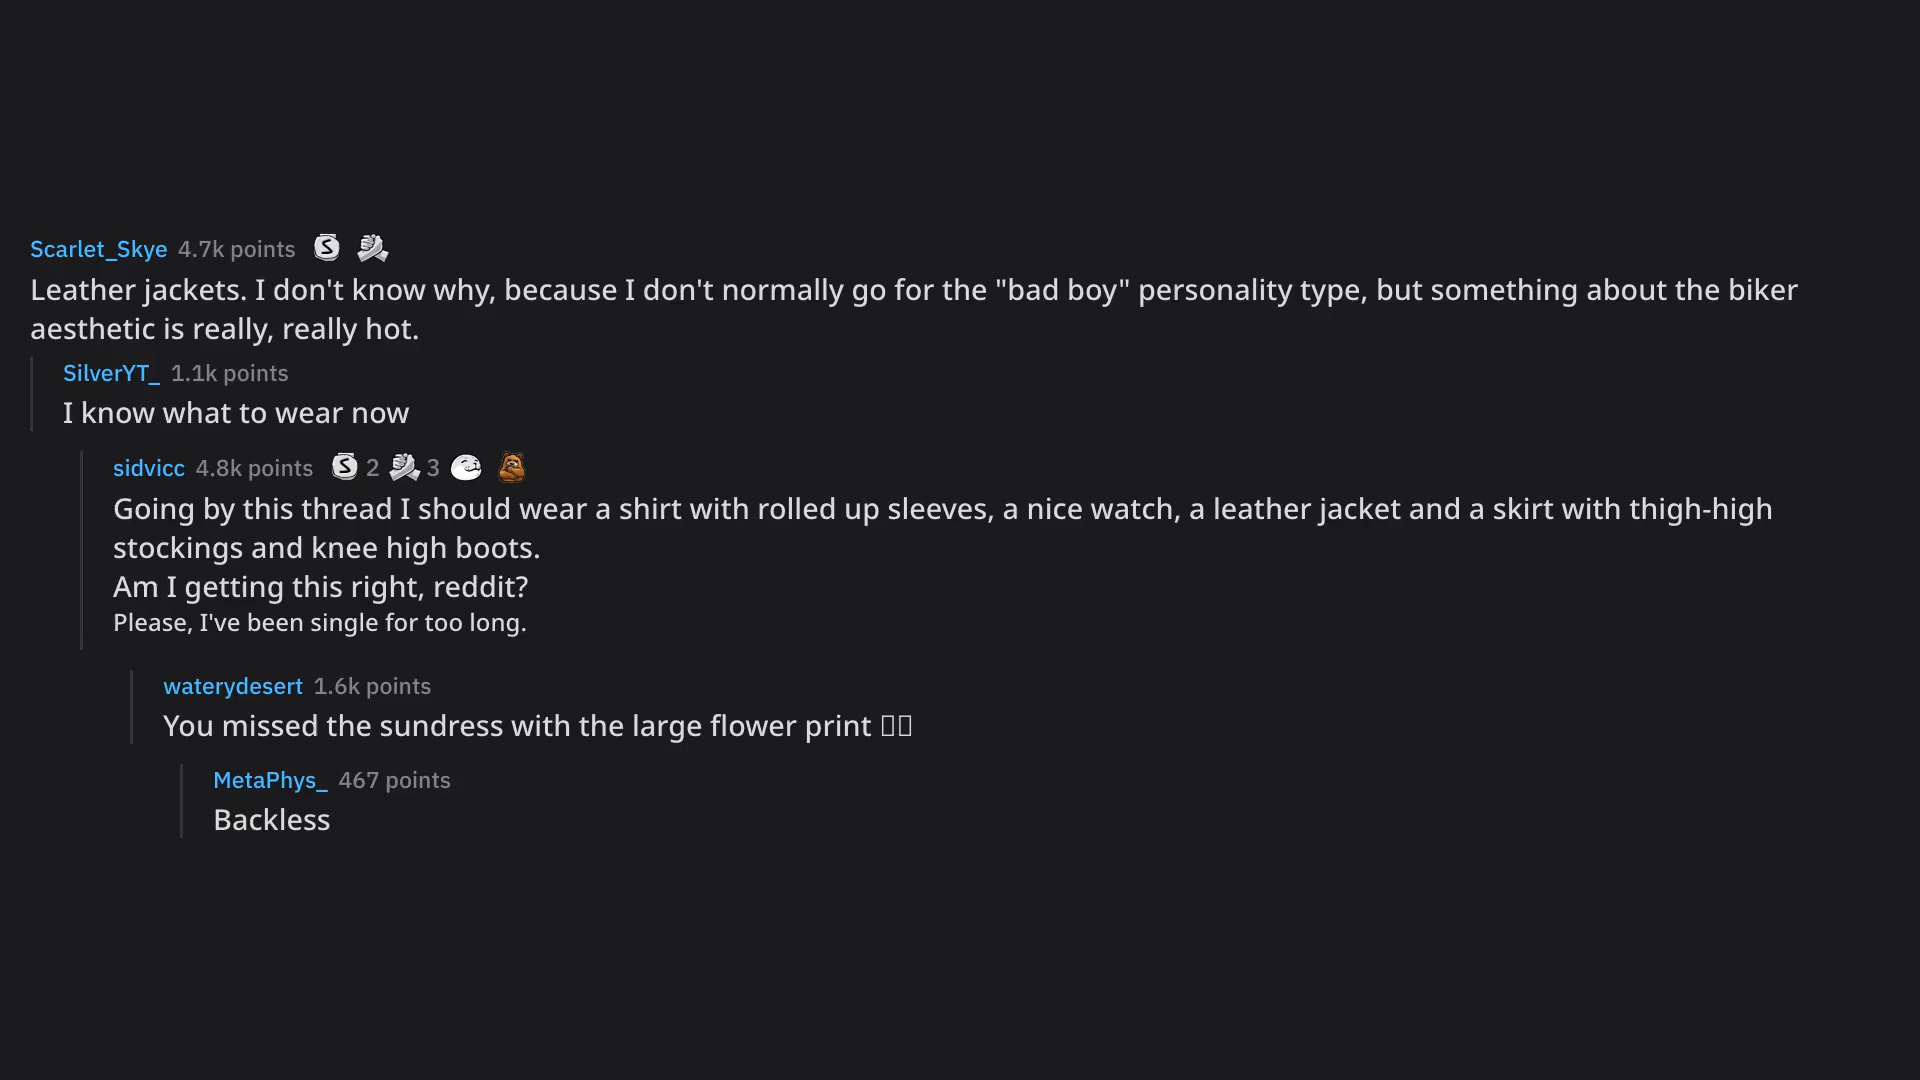 Scarlet_Skye 4.7k points
Leather jackets. I don't know why, because I don't normally go for the "bad boy" personality type, but something about the biker
aesthetic is really, really hot.
SilverYT_ 1.1k points
I know what to wear now
sidvicc 4.8k points S 2 3
Going by this thread I should wear a shirt with rolled up sleeves, a nice watch, a leather jacket and a skirt with thigh-high
stockings and knee high boots.
Am I getting this right, reddit?
Please, I've been single for too long.
waterydesert 1.6k points
You missed the sundress with the large flower print
MetaPhys_ 467 points
Backless